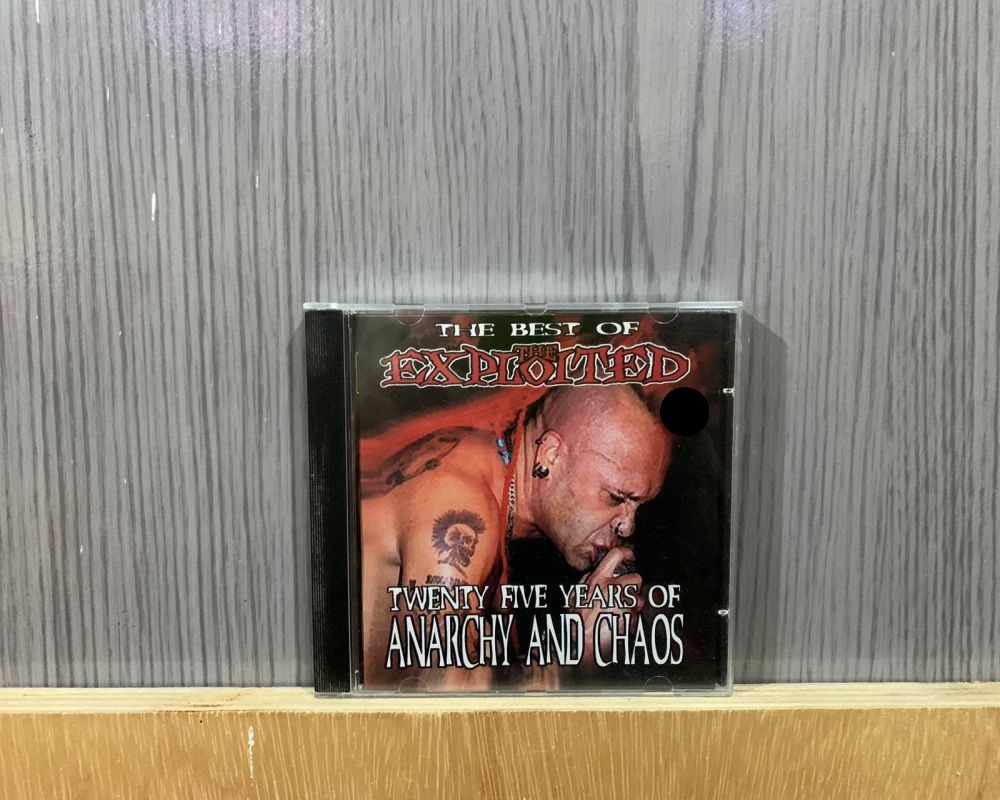 THE BEST OF
THE
EXPLOITED
TWENTY FIVE YEARS OF
ANARCHY AND CHAOS